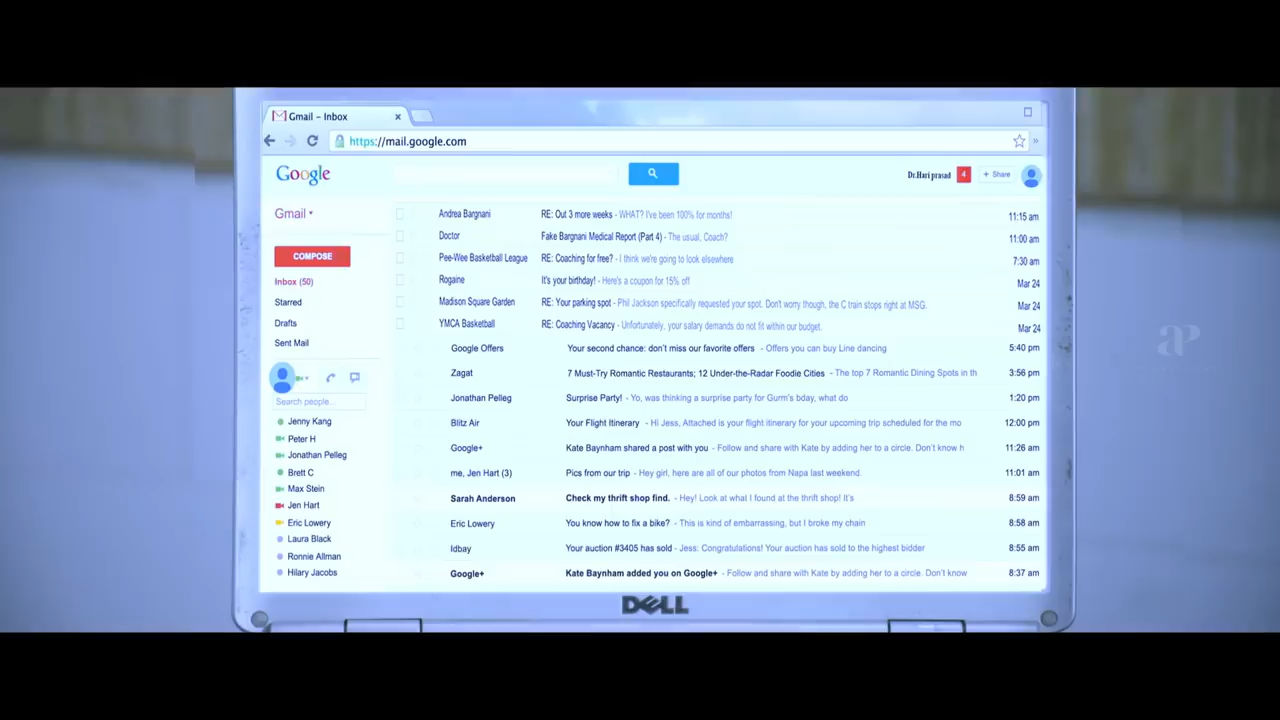 Gmail – Inbox x
https://mail.google.com »
Google Dr.Hari prasad 4 + Share
Gmail
COMPOSE
Inbox (50)
Starred
Drafts
Sent Mail
Search people...
Jenny Kang
Peter H
Jonathan Pelleg
Brett C
Max Stein
Jen Hart
Eric Lowery
Laura Black
Ronnie Allman
Hilary Jacobs
Andrea Bargnani RE: Out 3 more weeks - WHAT? I've been 100% for months! 11:15 am
Doctor Fake Bargnani Medical Report (Part 4) - The usual, Coach? 11:00 am
Pee-Wee Basketball League RE: Coaching for free? - I think we're going to look elsewhere 7:30 am
Rogaine It's your birthday! - Here's a coupon for 15% off Mar 24
Madison Square Garden RE: Your parking spot - Phil Jackson specifically requested your spot. Don't worry though, the C train stops right at MSG. Mar 24
YMCA Basketball RE: Coaching Vacancy - Unfortunately, your salary demands do not fit within our budget. Mar 24
Google Offers Your second chance: don't miss our favorite offers - Offers you can buy Line dancing 5:40 pm
Zagat 7 Must-Try Romantic Restaurants; 12 Under-the-Radar Foodie Cities - The top 7 Romantic Dining Spots in th 3:56 pm
Jonathan Pelleg Surprise Party! - Yo, was thinking a surprise party for Gurm's bday, what do 1:20 pm
Blitz Air Your Flight Itinerary - Hi Jess, Attached is your flight itinerary for your upcoming trip scheduled for the mo 12:00 pm
Google+ Kate Baynham shared a post with you - Follow and share with Kate by adding her to a circle. Don't know h 11:26 am
me, Jen Hart (3) Pics from our trip - Hey girl, here are all of our photos from Napa last weekend. 11:01 am
Sarah Anderson Check my thrift shop find. - Hey! Look at what I found at the thrift shop! It's 8:59 am
Eric Lowery You know how to fix a bike? - This is kind of embarrassing, but I broke my chain 8:58 am
Idbay Your auction #3405 has sold - Jess: Congratulations! Your auction has sold to the highest bidder 8:55 am
Google+ Kate Baynham added you on Google+ - Follow and share with Kate by adding her to a circle. Don't know 8:37 am
DELL